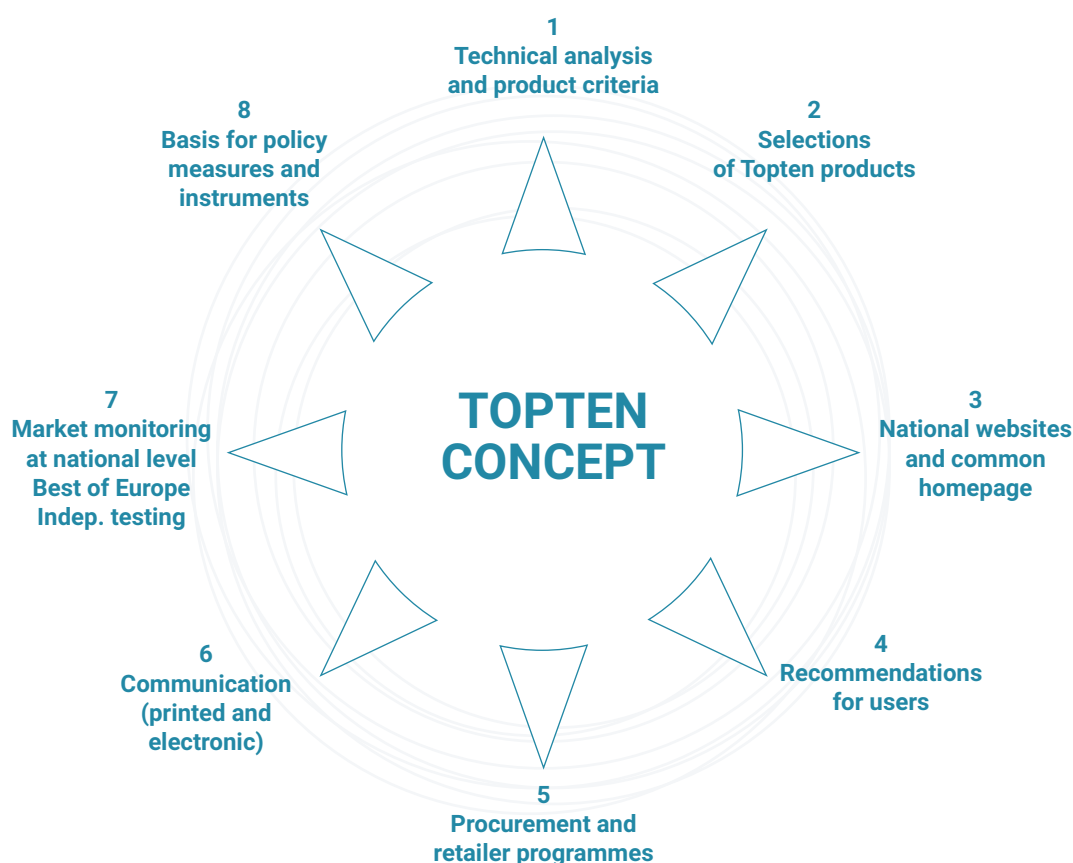 1
Technical analysis
and product criteria
2
Selections
of Topten products
3
National websites
and common
homepage
4
Recommendations
for users
5
Procurement and
retailer programmes
6
Communication
(printed and
electronic)
7
Market monitoring
at national level
Best of Europe
Indep. testing
8
Basis for policy
measures and
instruments
TOPTEN
CONCEPT